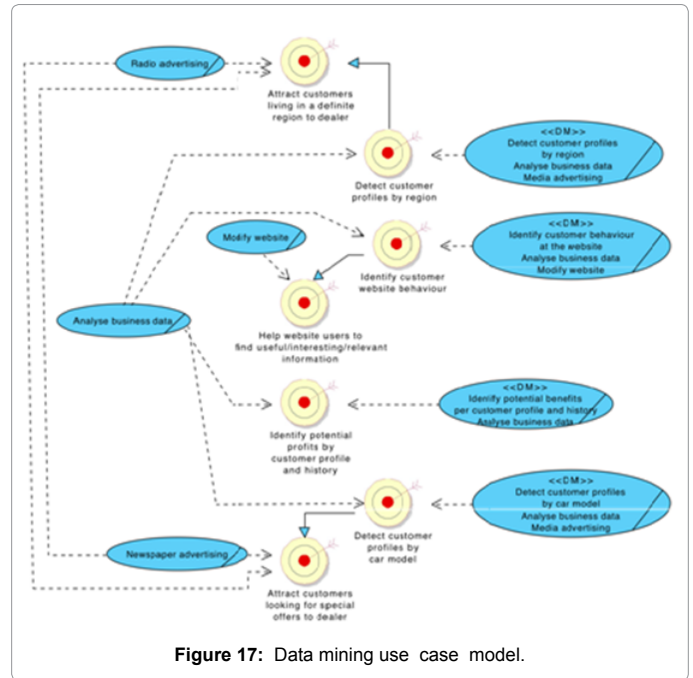 Radio advertising
Attract customers
living in a definite
region to dealer
<<DM>>
Detect customer profiles
by region
Analyse business data
Media advertising
Detect customer
profiles by region
<<DM>>
Identify customer behaviour
at the website
Analyse business data
Modify website
Modify website
Identify customer
website behaviour
Analyse business data
Help website users to
find useful/interesting/relevant
information
<<DM>>
Identify potential benefits
per customer profile and history
Analyse business data
Identify potential
profits by
customer profile
and history
<<DM>>
Detect customer profiles
by car model
Analyse business data
Media advertising
Detect customer
profiles by
car model
Newspaper advertising
Attract customers
looking for special
offers to dealer
Figure 17: Data mining use case model.